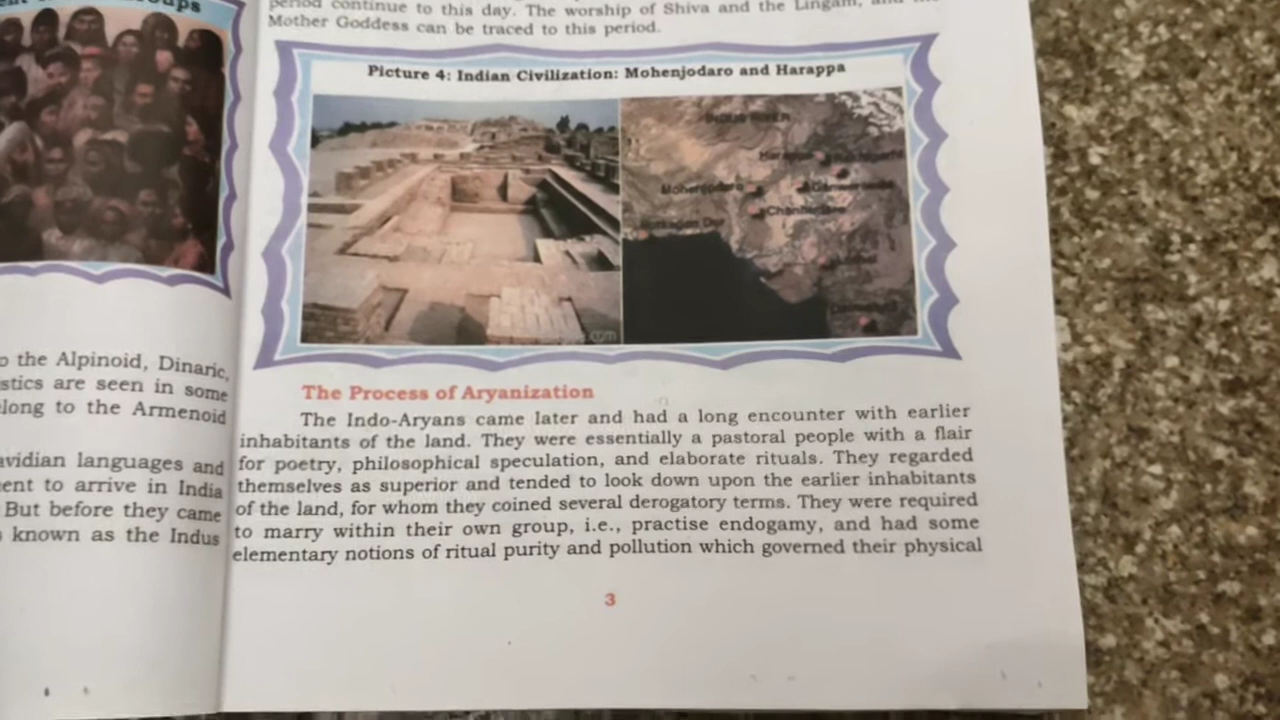 oups
o the Alpinoid, Dinaric,
stics are seen in some
long to the Armenoid
avidian languages and
ent to arrive in India
But before they came
known as the Indus
period continue to this day. The worship of Shiva and the Lingam, and
Mother Goddess can be traced to this period.
Picture 4: Indian Civilization: Mohenjodaro and Harappa
INDUS RIVER
Harappa
Mohenjodaro
Chanhudaro
.com
The Process of Aryanization
The Indo-Aryans came later and had a long encounter with earlier
inhabitants of the land. They were essentially a pastoral people with a flair
for poetry, philosophical speculation, and elaborate rituals. They regarded
themselves as superior and tended to look down upon the earlier inhabitants
of the land, for whom they coined several derogatory terms. They were required
to marry within their own group, i.e., practise endogamy, and had some
elementary notions of ritual purity and pollution which governed their physical
3